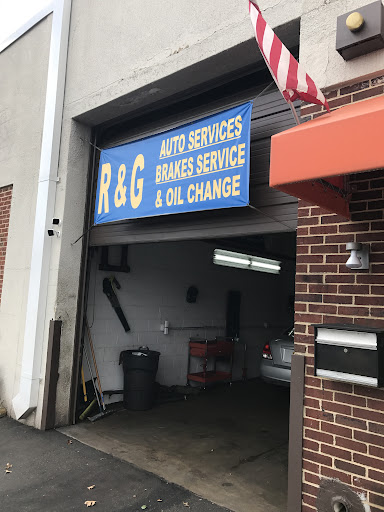 R & G
AUTO SERVICES
BRAKES SERVICE
& OIL CHANGE